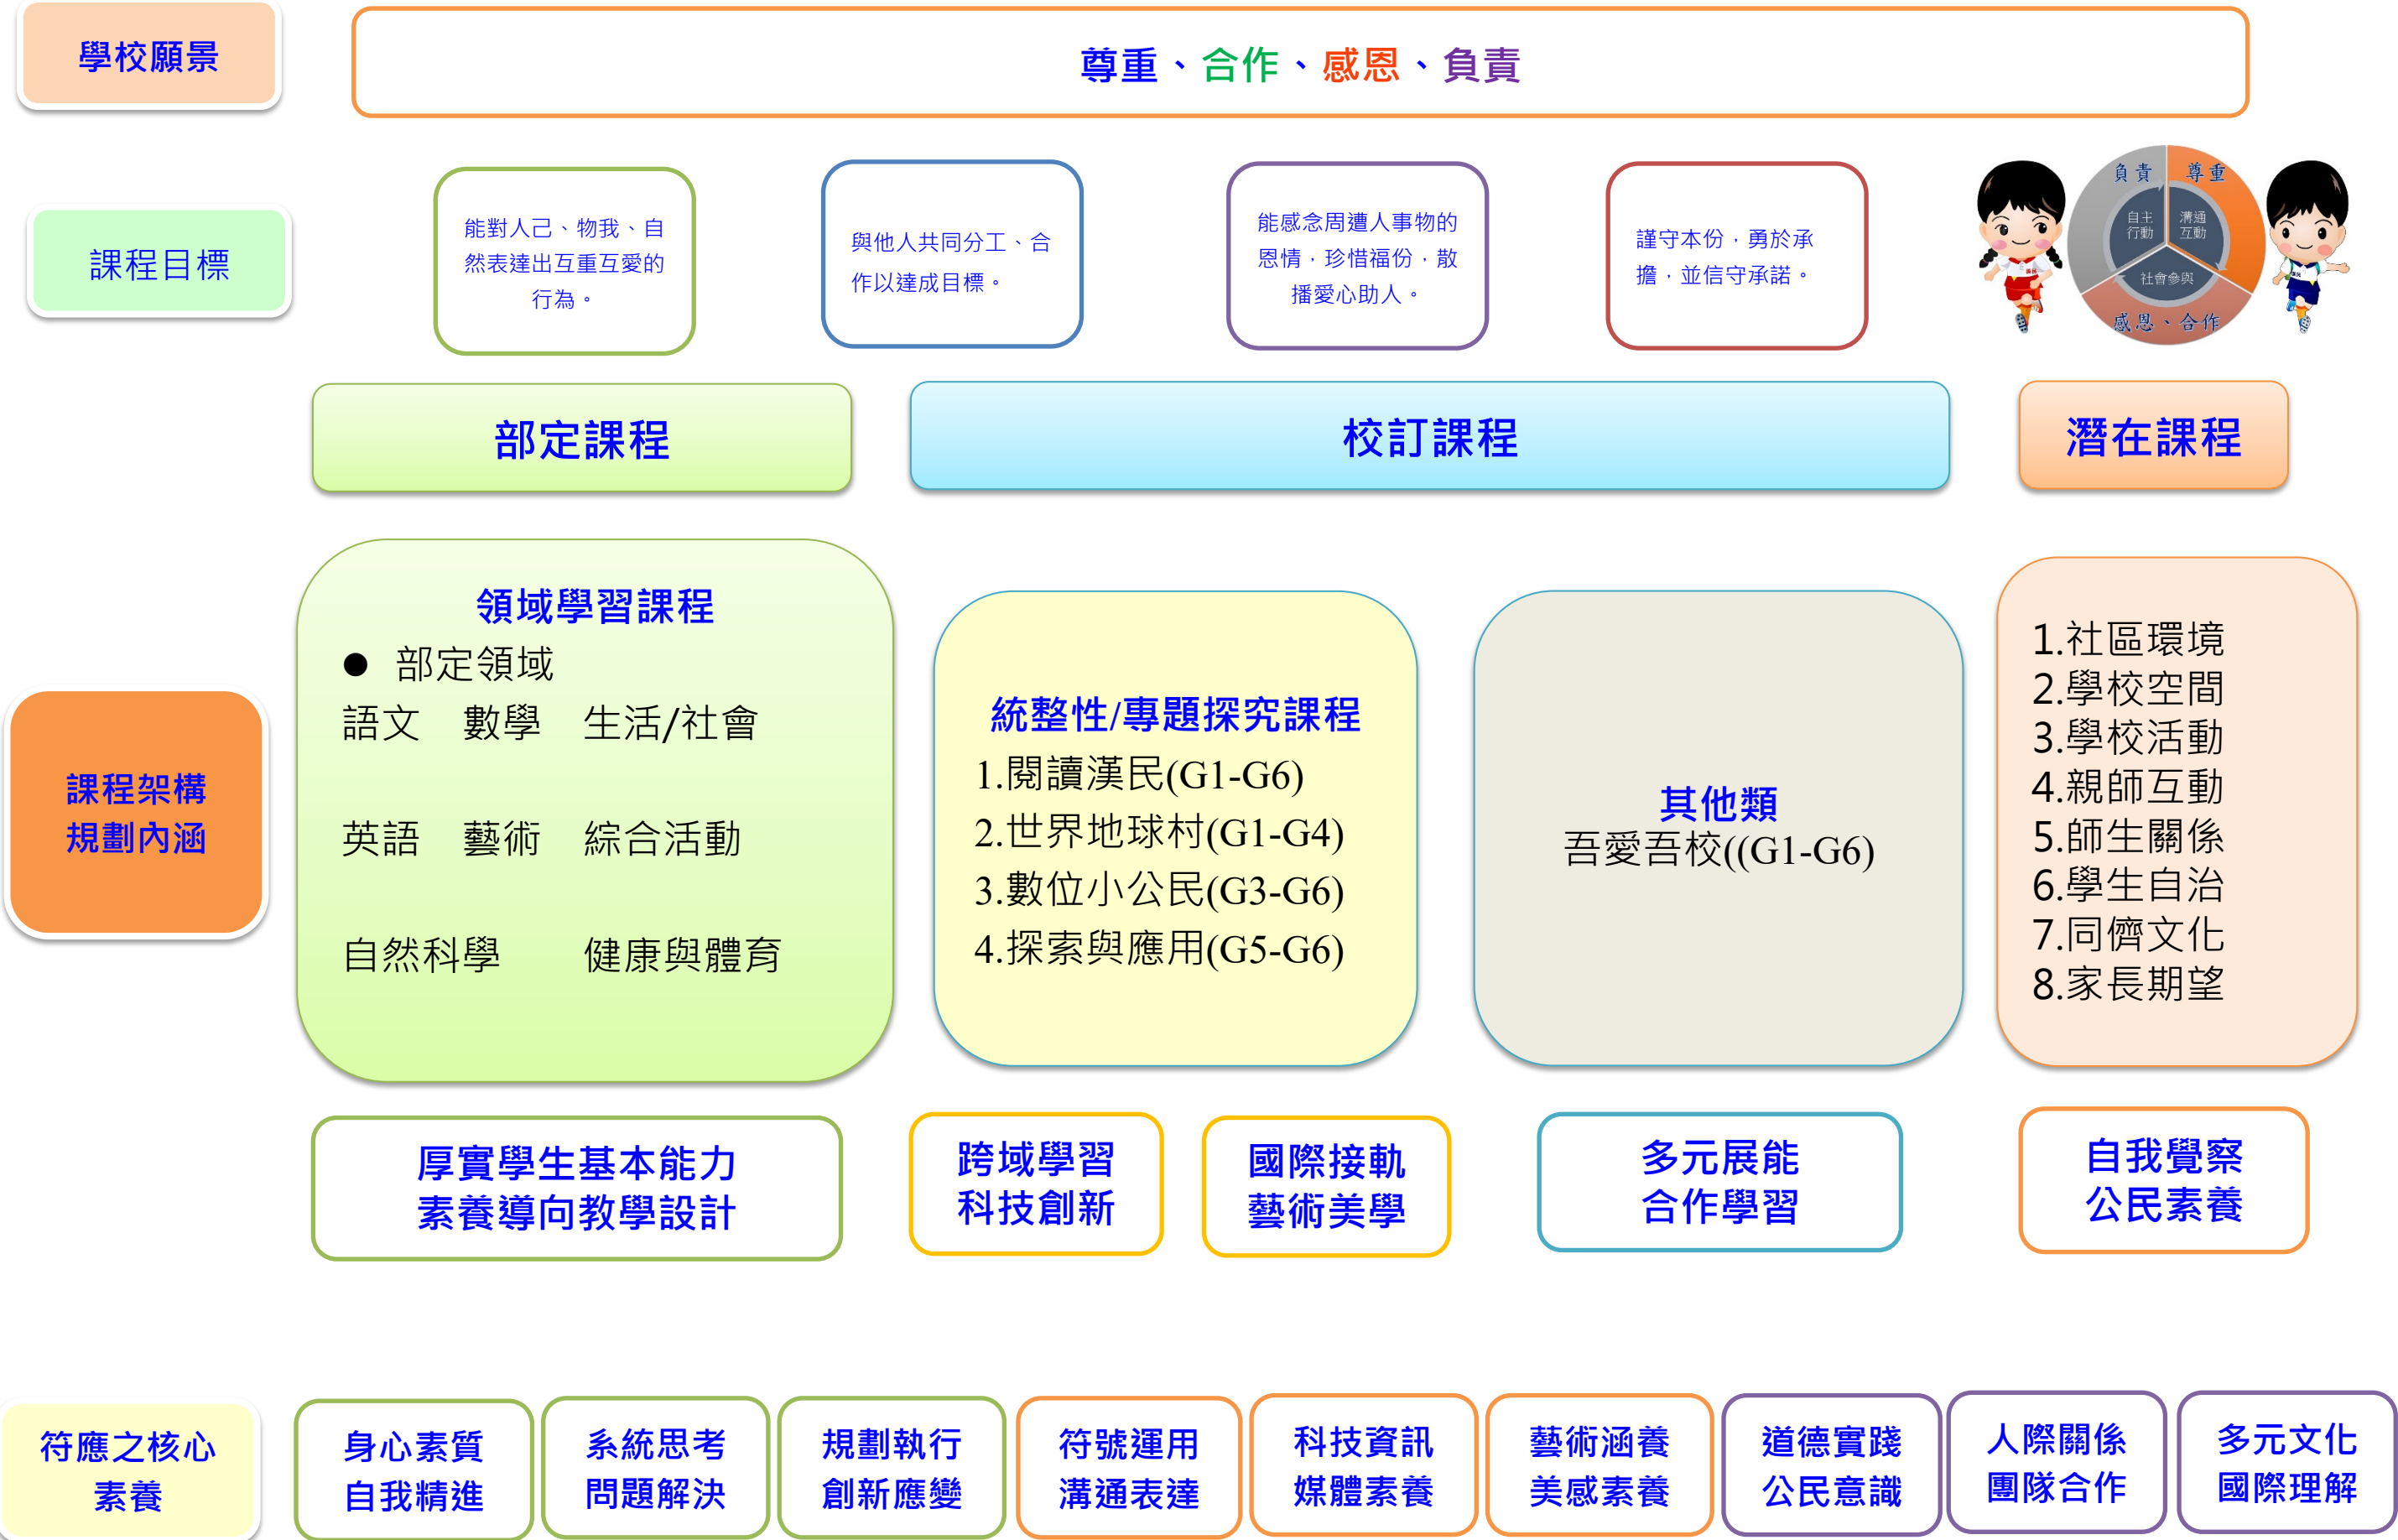 學校願景
尊重、合作、感恩、負責
課程目標
能對人己、物我、自
然表達出互重互愛的
行為。
與他人共同分工、合
作以達成目標。
能感念周遭人事物的
恩情，珍惜福份，散
播愛心助人。
謹守本份，勇於承
擔，並信守承諾。
負責 尊重
自主 溝通
行動 互動
社會參與
感恩、合作
部定課程
校訂課程
潛在課程
課程架構
規劃內涵
領域學習課程
● 部定領域
語文 數學 生活/社會
英語 藝術 綜合活動
自然科學 健康與體育
統整性/專題探究課程
1.閱讀漢民(G1-G6)
2.世界地球村(G1-G4)
3.數位小公民(G3-G6)
4.探索與應用(G5-G6)
其他類
吾愛吾校((G1-G6)
1.社區環境
2.學校空間
3.學校活動
4.親師互動
5.師生關係
6.學生自治
7.同儕文化
8.家長期望
厚實學生基本能力
素養導向教學設計
跨域學習
科技創新
國際接軌
藝術美學
多元展能
合作學習
自我覺察
公民素養
符應之核心
素養
身心素質
自我精進
系統思考
問題解決
規劃執行
創新應變
符號運用
溝通表達
科技資訊
媒體素養
藝術涵養
美感素養
道德實踐
公民意識
人際關係
團隊合作
多元文化
國際理解